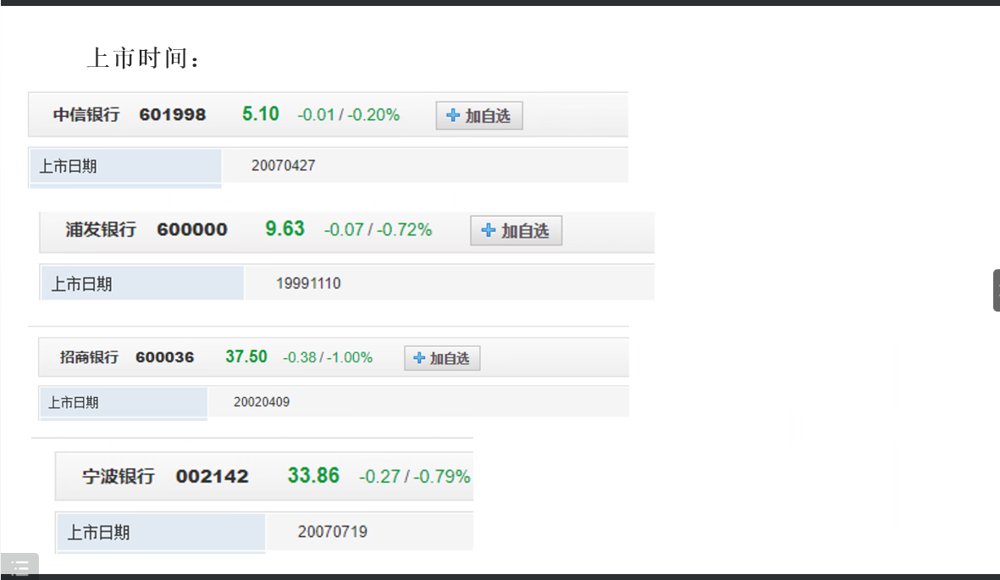 上市时间：
中信银行 601998 5.10 -0.01 / -0.20% 加自选
上市日期 20070427
浦发银行 600000 9.63 -0.07 / -0.72% 加自选
上市日期 19991110
招商银行 600036 37.50 -0.38 / -1.00% 加自选
上市日期 20020409
宁波银行 002142 33.86 -0.27 / -0.79%
上市日期 20070719